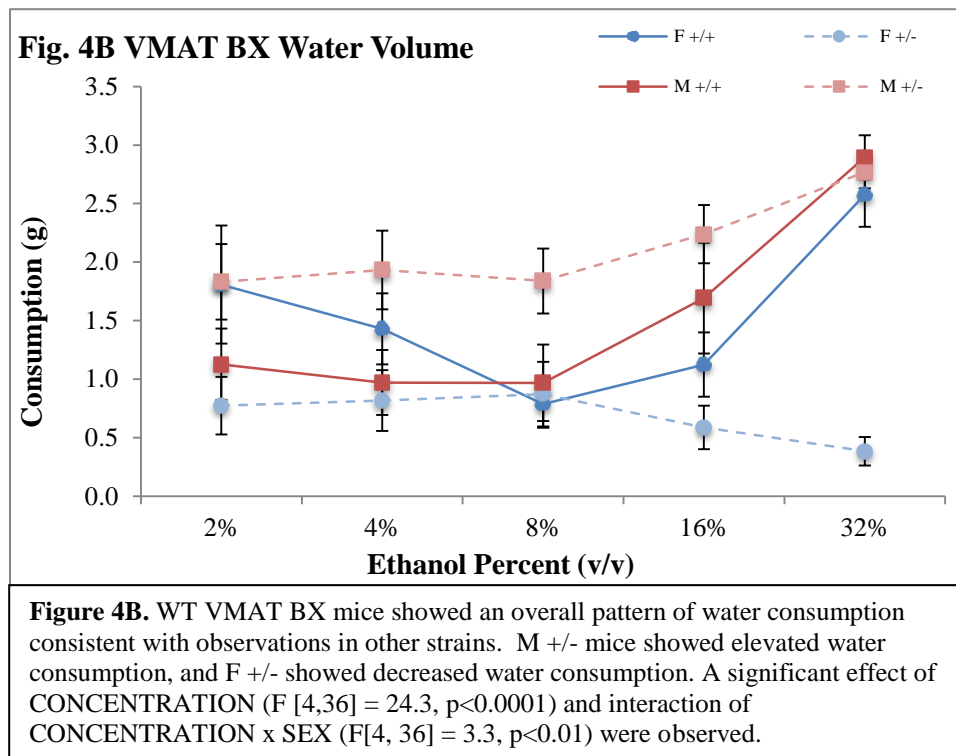 Fig. 4B VMAT BX Water Volume
F +/+
F +/-
M +/+
M +/-
3.5
3.0
2.5
2.0
1.5
1.0
0.5
0.0
Consumption (g)
2%
4%
8%
16%
32%
Ethanol Percent (v/v)
Figure 4B. WT VMAT BX mice showed an overall pattern of water consumption
consistent with observations in other strains. M +/- mice showed elevated water
consumption, and F +/- showed decreased water consumption. A significant effect of
CONCENTRATION (F [4,36] = 24.3, p<0.0001) and interaction of
CONCENTRATION x SEX (F[4, 36] = 3.3, p<0.01) were observed.